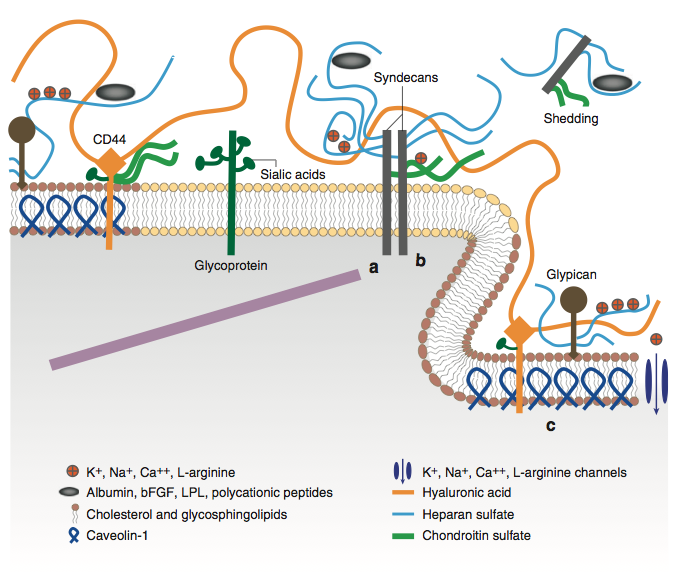 Syndecans
Shedding
CD44
Sialic acids
Glycoprotein
a
b
Glypican
c
K+, Na+, Ca++, L-arginine
Albumin, bFGF, LPL, polycationic peptides
Cholesterol and glycosphingolipids
Caveolin-1
K+, Na+, Ca++, L-arginine channels
Hyaluronic acid
Heparan sulfate
Chondroitin sulfate